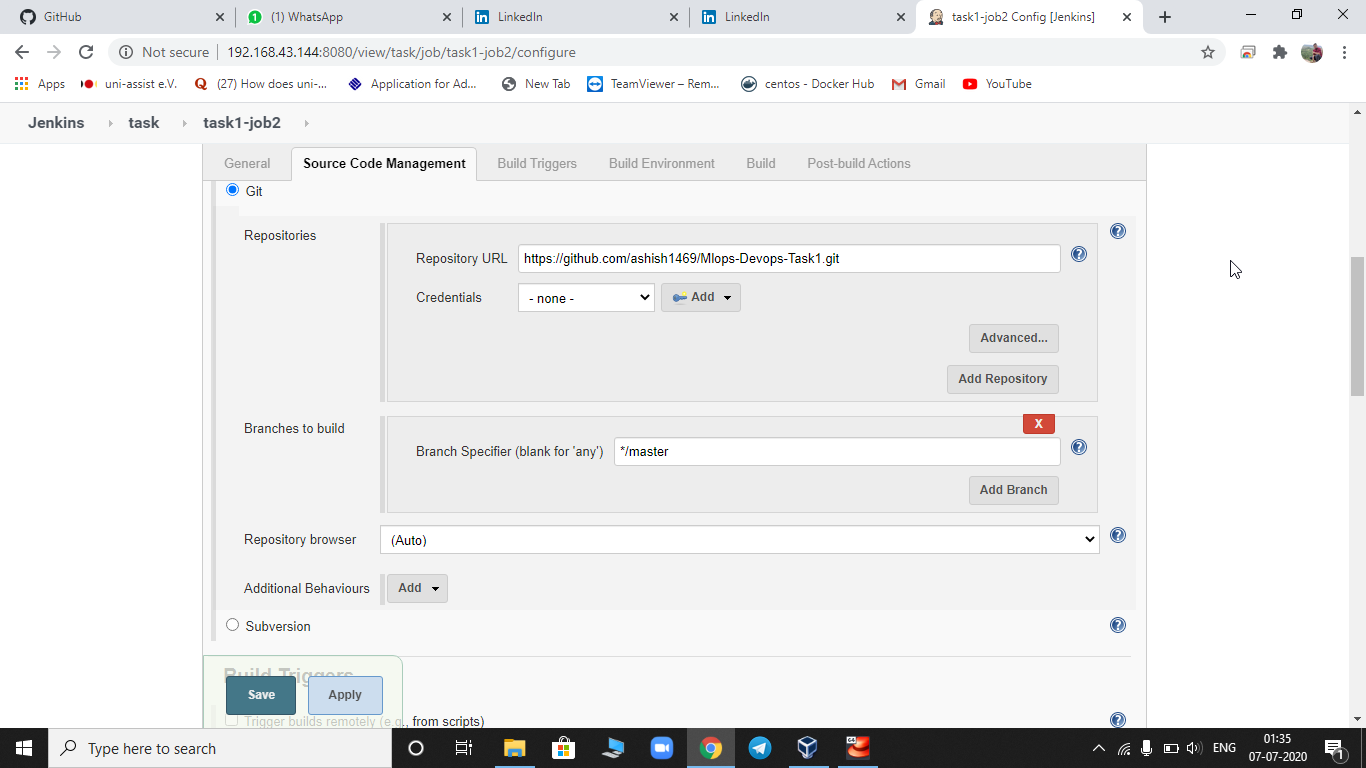 GitHub
(1) WhatsApp
LinkedIn
LinkedIn
task1-job2 Config [Jenkins]
Not secure
192.168.43.144:8080/view/task/job/task1-job2/configure
Apps
uni-assist e.V.
(27) How does uni-...
Application for Ad...
New Tab
TeamViewer – Rem...
centos - Docker Hub
Gmail
YouTube
Jenkins
task
task1-job2
General
Source Code Management
Build Triggers
Build Environment
Build
Post-build Actions
Git
Repositories
Repository URL
https://github.com/ashish1469/Mlops-Devops-Task1.git
Credentials
- none -
Add
Advanced...
Add Repository
Branches to build
X
Branch Specifier (blank for 'any')
*/master
Add Branch
Repository browser
(Auto)
Additional Behaviours
Add
Subversion
Build Triggers
Save
Apply
Trigger builds remotely (e.g., from scripts)
Type here to search
64
ENG
01:35
07-07-2020
1